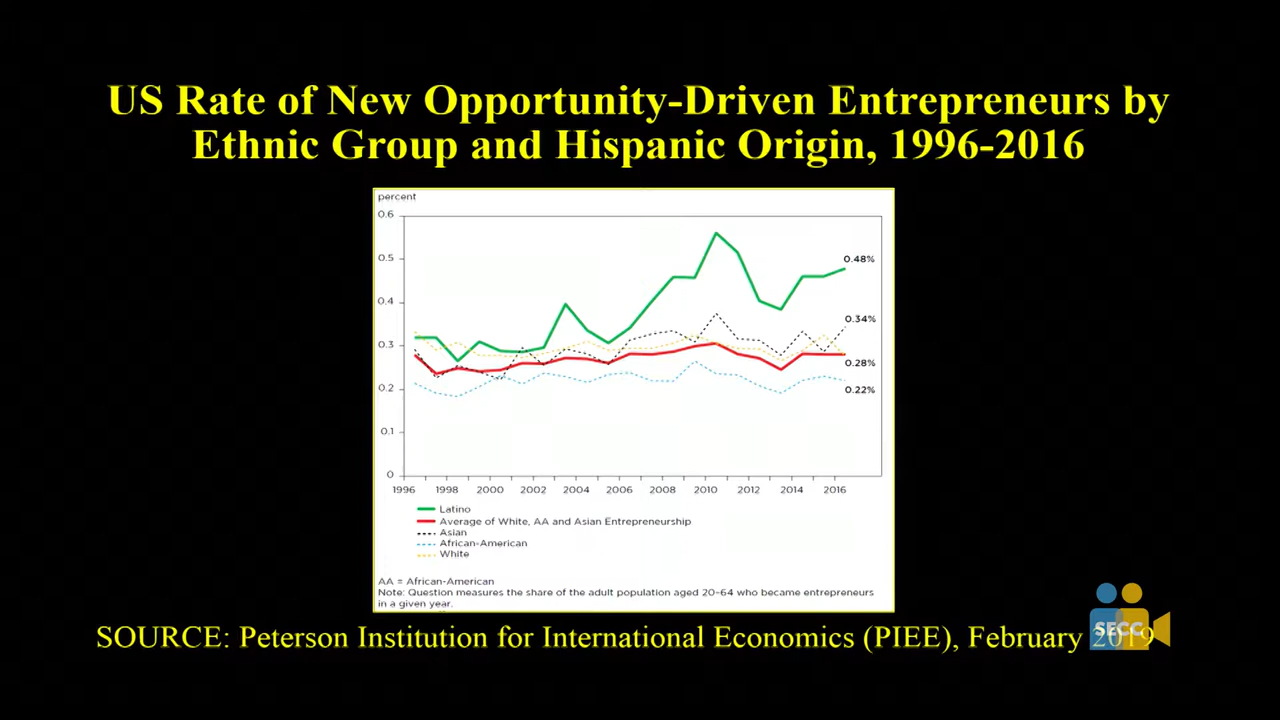 US Rate of New Opportunity-Driven Entrepreneurs by
Ethnic Group and Hispanic Origin, 1996-2016
percent
0.6
0.5
0.4
0.3
0.2
0.1
0
0.48%
0.34%
0.28%
0.22%
1996 1998 2000 2002 2004 2006 2008 2010 2012 2014 2016
Latino
Average of White, AA and Asian Entrepreneurship
Asian
African-American
White
AA = African-American
Note: Question measures the share of the adult population aged 20-64 who became entrepreneurs
in a given year.
SOURCE: Peterson Institution for International Economics (PIEE), February 2019
SECC